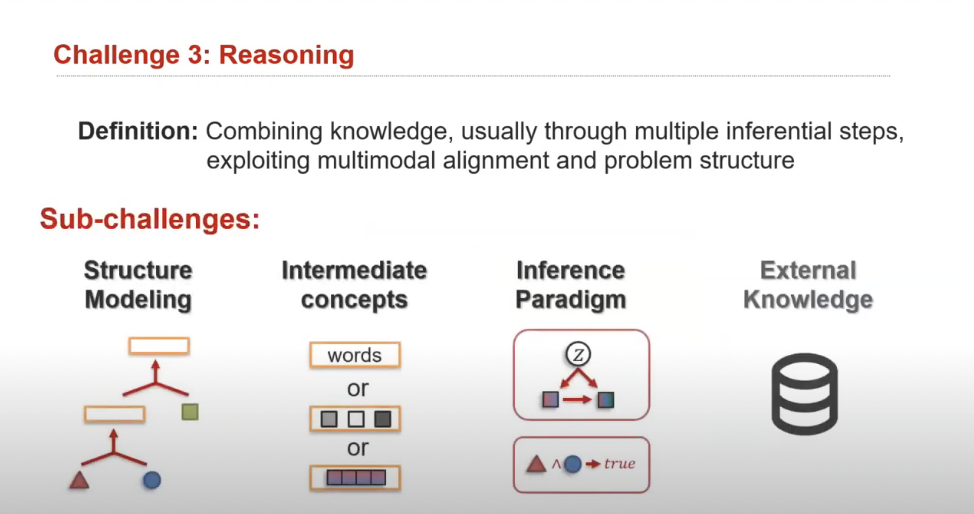 Challenge 3: Reasoning
Definition: Combining knowledge, usually through multiple inferential steps,
exploiting multimodal alignment and problem structure
Sub-challenges:
Structure
Modeling
Intermediate
concepts
words
or
or
Inference
Paradigm
Z
∧ → true
External
Knowledge